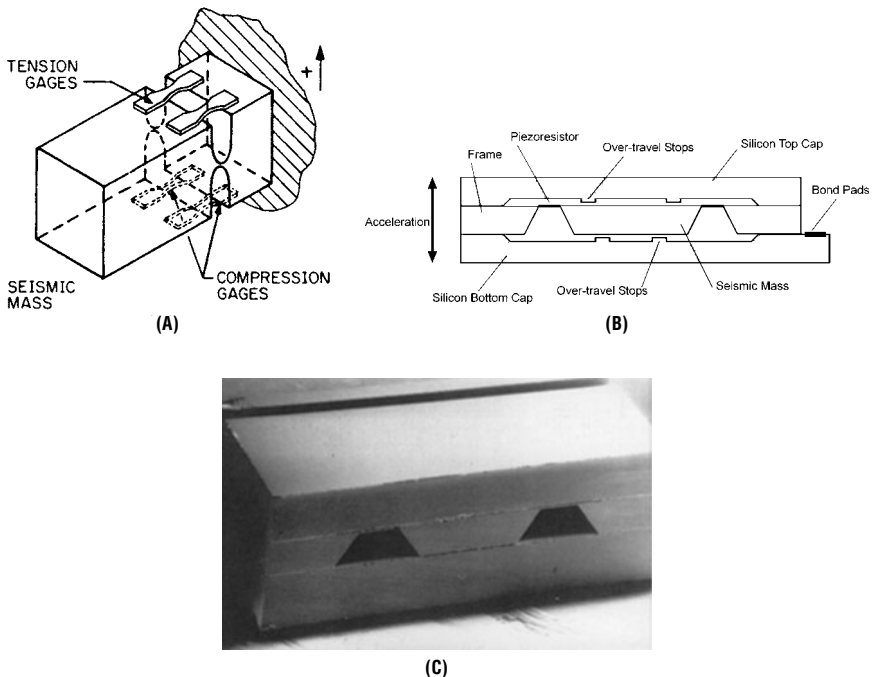 TENSION
GAGES
+
SEISMIC
MASS
COMPRESSION
GAGES
(A)
Piezoresistor
Over-travel Stops
Silicon Top Cap
Frame
Bond Pads
Acceleration
Silicon Bottom Cap
Over-travel Stops
Seismic Mass
(B)
(C)